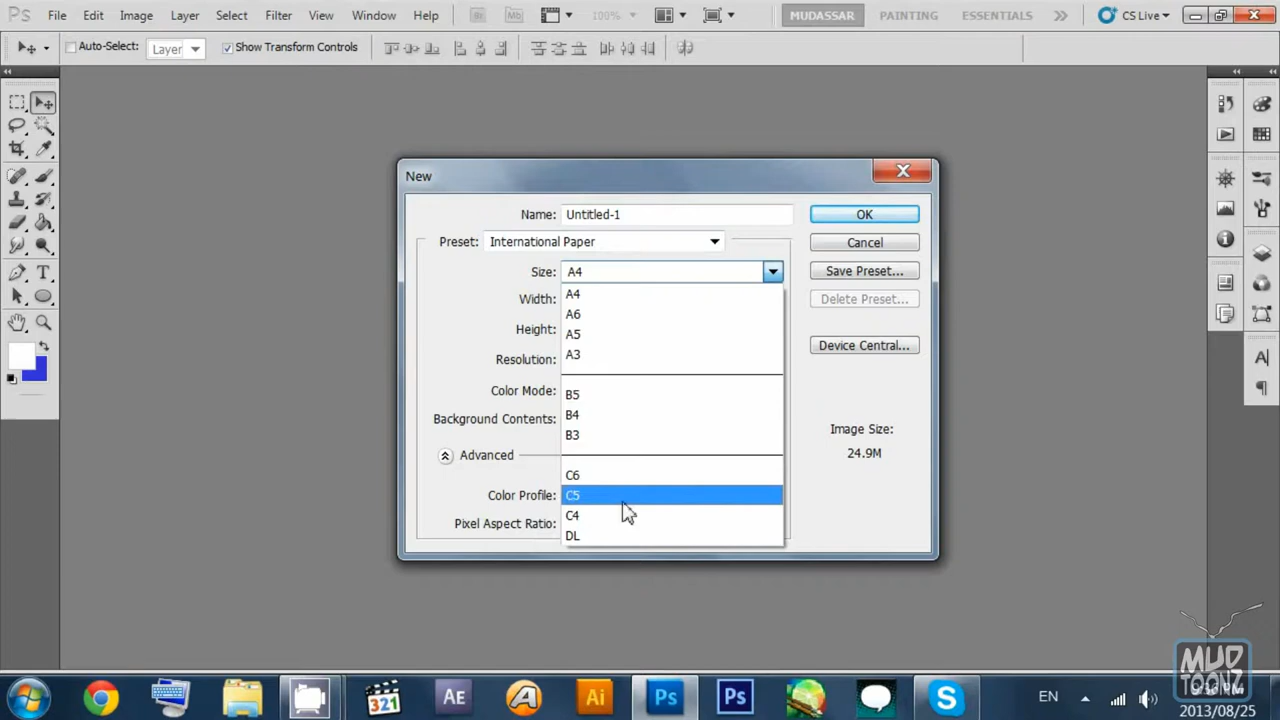 Ps File Edit Image Layer Select Filter View Window Help Br Mb 100% MUDASSAR PAINTING ESSENTIALS CS Live
Auto-Select: Layer Show Transform Controls
New
Name: Untitled-1 OK
Preset: International Paper Cancel
Size: A4 Save Preset...
Width: A4 Delete Preset...
A6
Height: A5 Device Central...
Resolution: A3
Color Mode: B5
Background Contents: B4 Image Size:
B3 24.9M
Advanced
C6
Color Profile: C5
C4
Pixel Aspect Ratio: DL
T
A
MUD
TOONZ
321 AE Ai Ps Ps S EN
2013/08/25